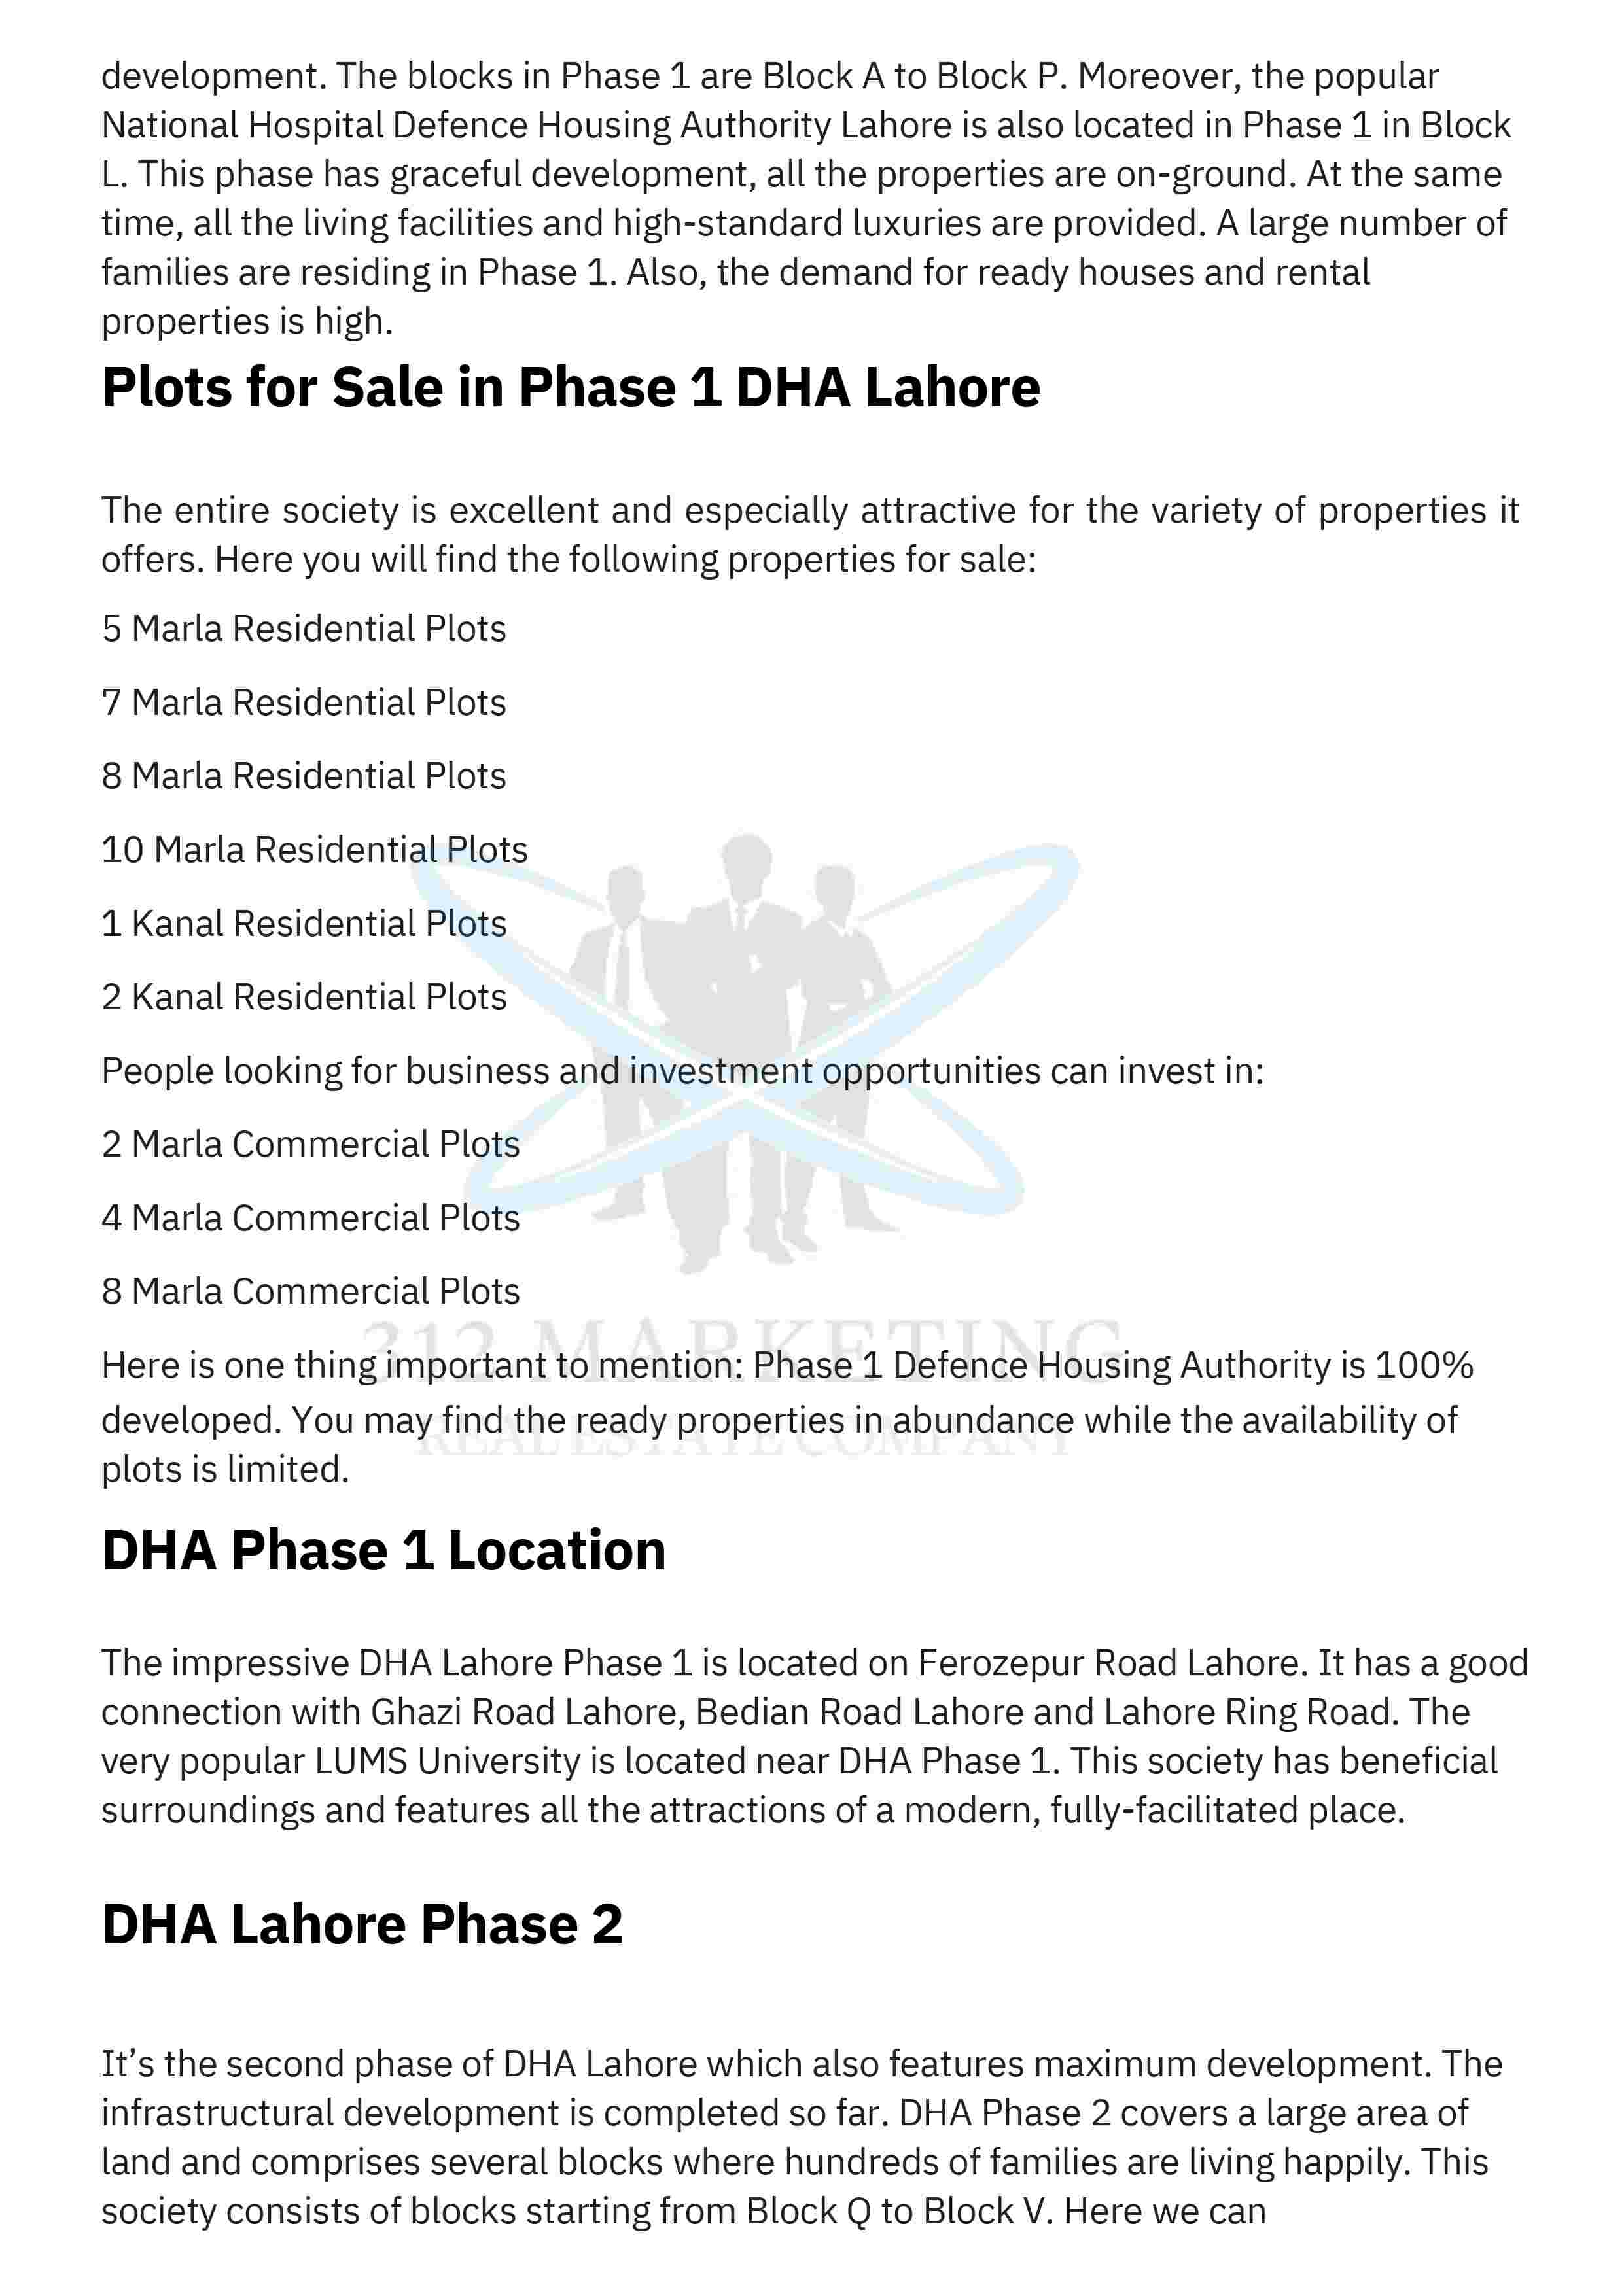 development. The blocks in Phase 1 are Block A to Block P. Moreover, the popular
National Hospital Defence Housing Authority Lahore is also located in Phase 1 in Block
L. This phase has graceful development, all the properties are on-ground. At the same
time, all the living facilities and high-standard luxuries are provided. A large number of
families are residing in Phase 1. Also, the demand for ready houses and rental
properties is high.
Plots for Sale in Phase 1 DHA Lahore
The entire society is excellent and especially attractive for the variety of properties it
offers. Here you will find the following properties for sale:
5 Marla Residential Plots
7 Marla Residential Plots
8 Marla Residential Plots
10 Marla Residential Plots
1 Kanal Residential Plots
2 Kanal Residential Plots
People looking for business and investment opportunities can invest in:
2 Marla Commercial Plots
4 Marla Commercial Plots
8 Marla Commercial Plots
312 MARKETING
Here is one thing important to mention: Phase 1 Defence Housing Authority is 100%
developed. You may find the ready properties in abundance while the availability of
REAL ESTATE COMPANY
plots is limited.
DHA Phase 1 Location
The impressive DHA Lahore Phase 1 is located on Ferozepur Road Lahore. It has a good
connection with Ghazi Road Lahore, Bedian Road Lahore and Lahore Ring Road. The
very popular LUMS University is located near DHA Phase 1. This society has beneficial
surroundings and features all the attractions of a modern, fully-facilitated place.
DHA Lahore Phase 2
It’s the second phase of DHA Lahore which also features maximum development. The
infrastructural development is completed so far. DHA Phase 2 covers a large area of
land and comprises several blocks where hundreds of families are living happily. This
society consists of blocks starting from Block Q to Block V. Here we can